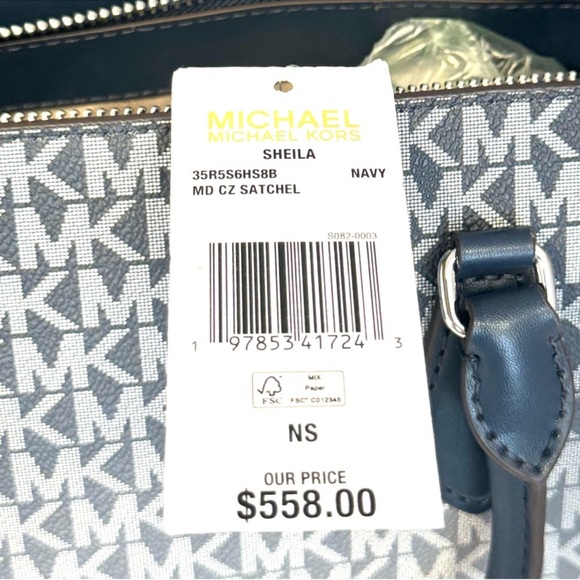 MICHAEL
MICHAEL KORS
SHEILA
35R5S6HS8B NAVY
MD CZ SATCHEL
S082-0003
1 97853 41724 3
FSC
MIX
Paper
FSC® C012345
NS
OUR PRICE
$558.00